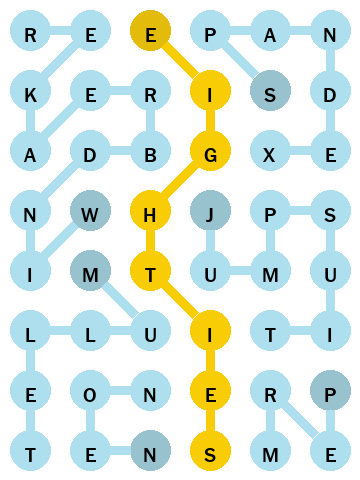 R E E P A N
K E R I S D
A D B G X E
N W H J P S
I M T U M U
L L U I T I
E O N E R P
T E N S M E